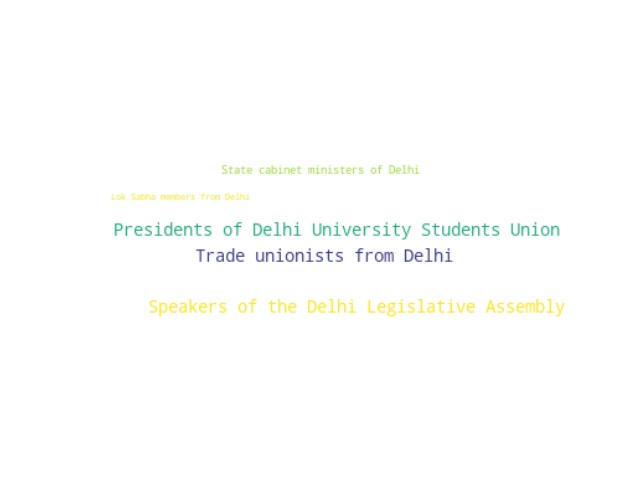 State cabinet ministers of Delhi
Lok Sabha members from Delhi
Presidents of Delhi University Students Union
Trade unionists from Delhi
Speakers of the Delhi Legislative Assembly